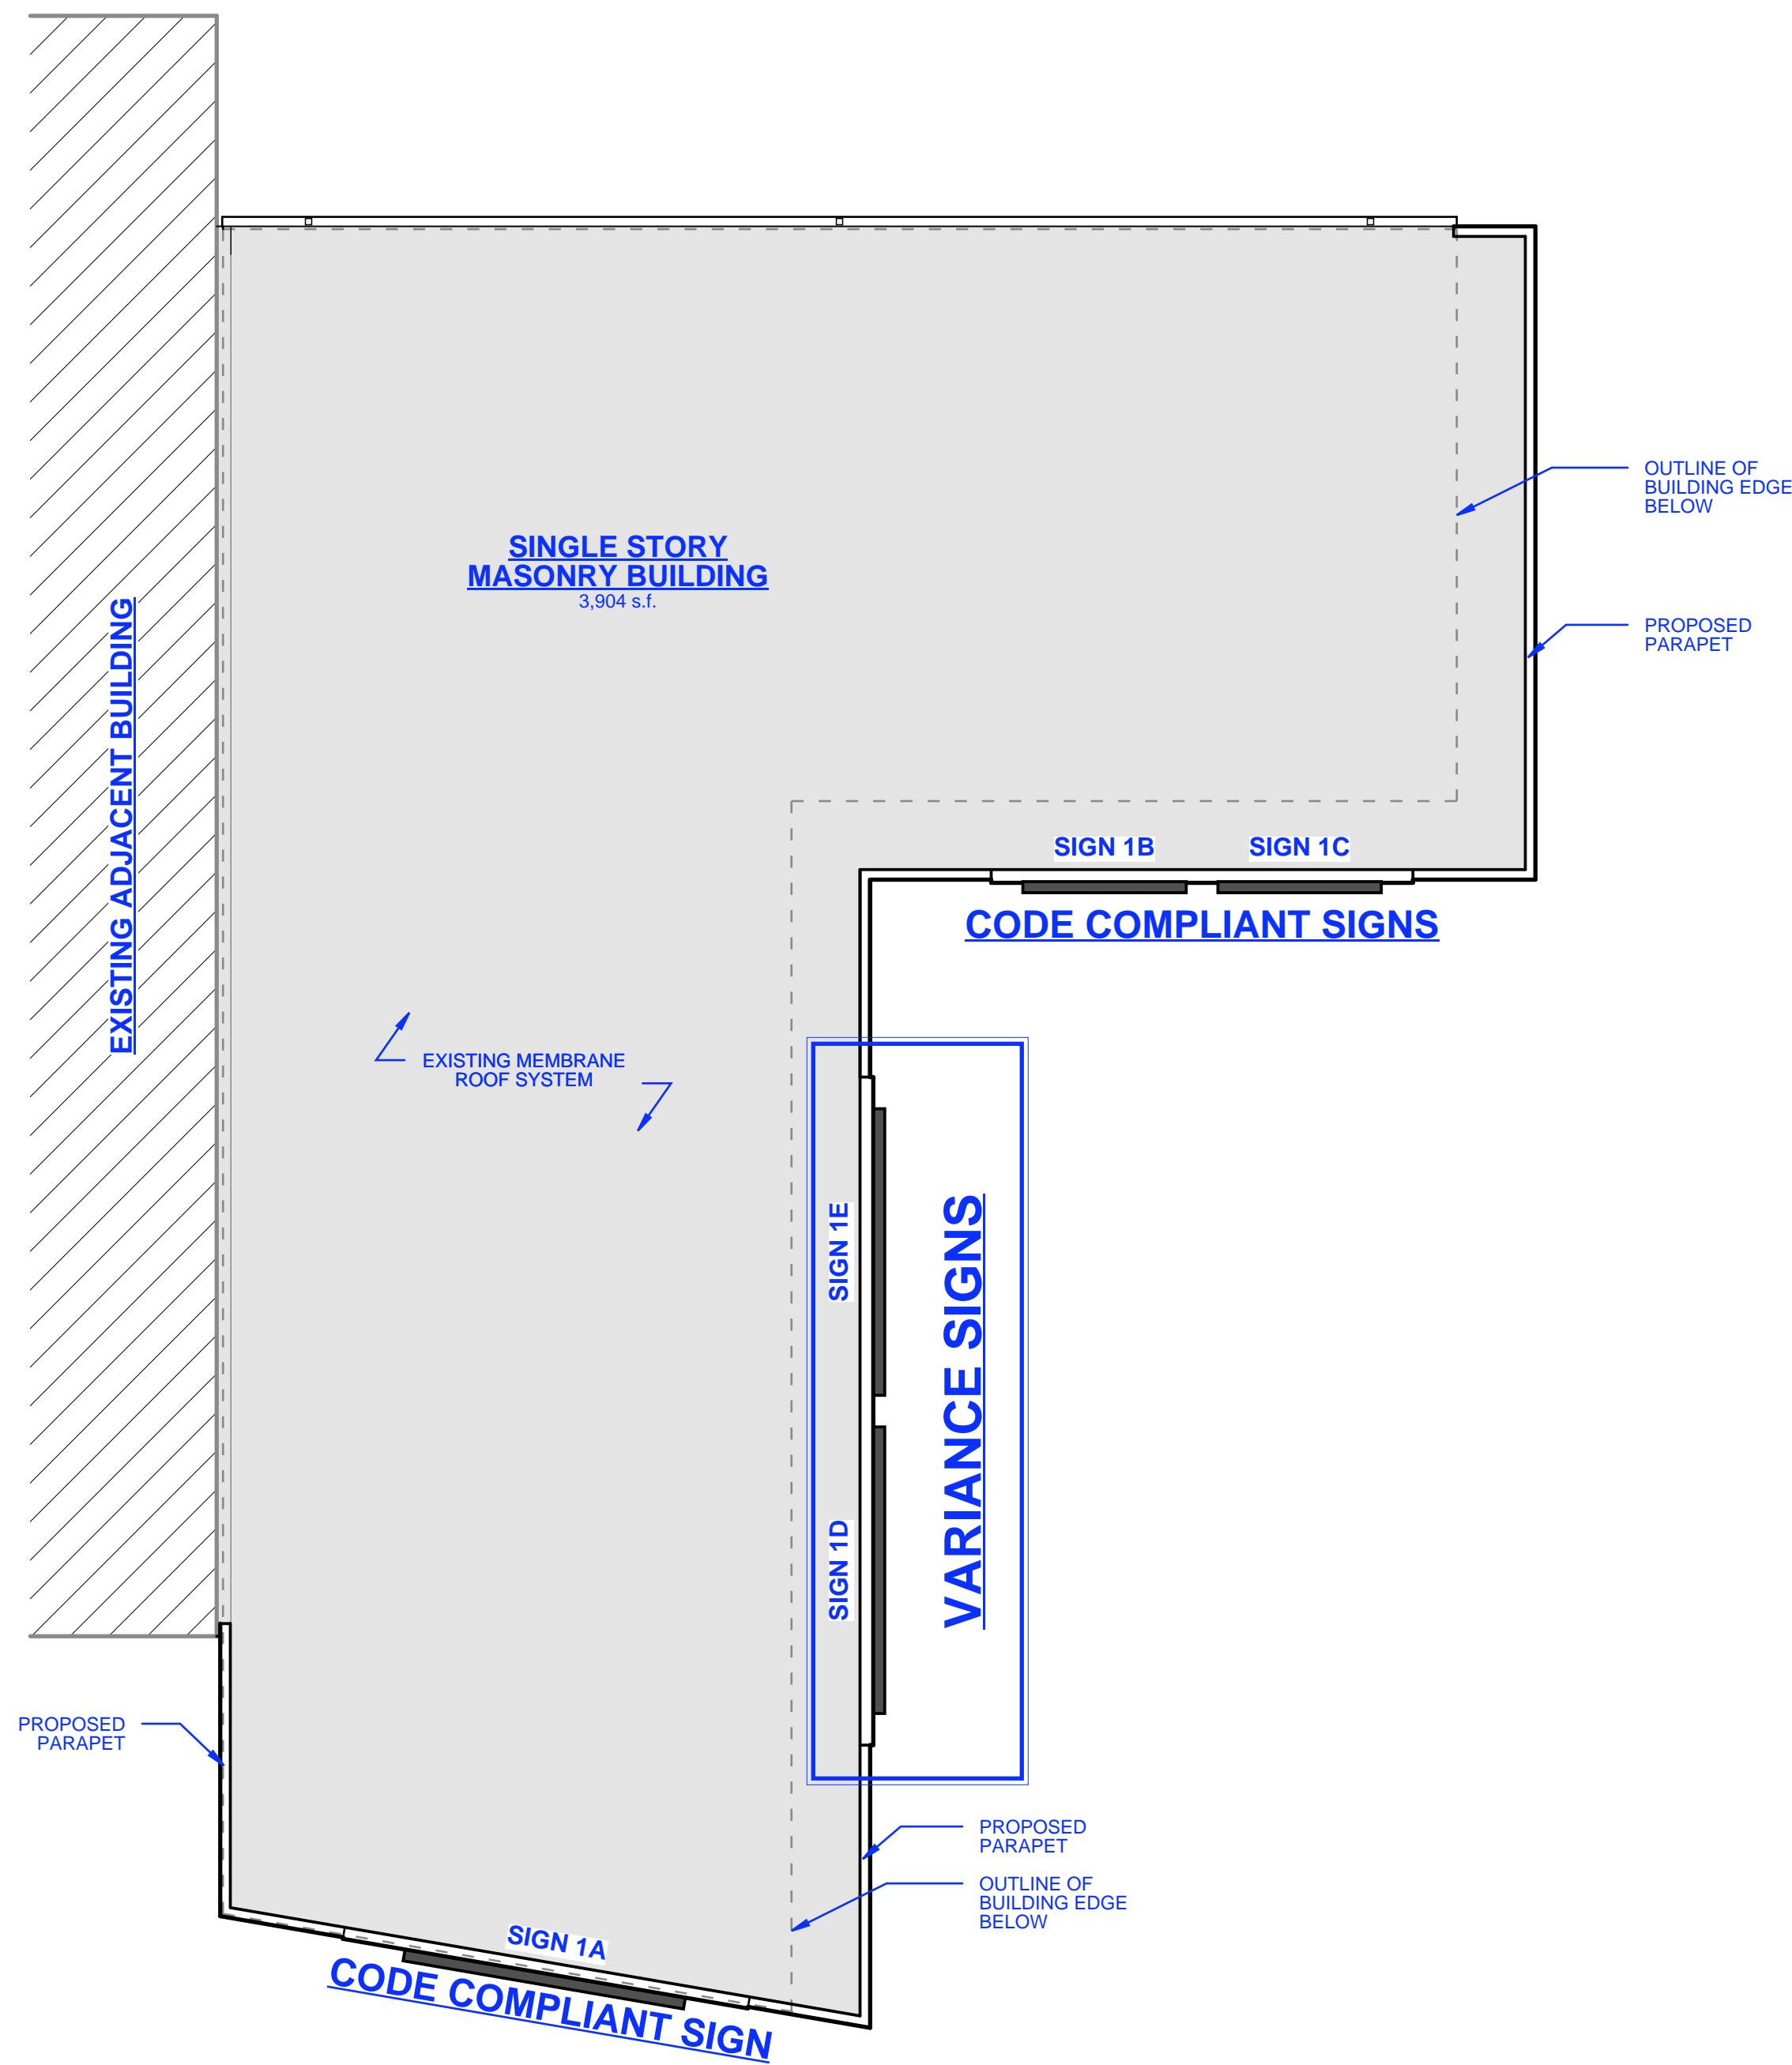 OUTLINE OF
BUILDING EDGE
BELOW
SINGLE STORY
MASONRY BUILDING
3,904 s.f.
EXISTING ADJACENT BUILDING
PROPOSED
PARAPET
SIGN 1B
SIGN 1C
CODE COMPLIANT SIGNS
EXISTING MEMBRANE
ROOF SYSTEM
SIGN 1E
SIGN 1D
VARIANCE SIGNS
PROPOSED
PARAPET
PROPOSED
PARAPET
OUTLINE OF
BUILDING EDGE
BELOW
SIGN 1A
CODE COMPLIANT SIGN